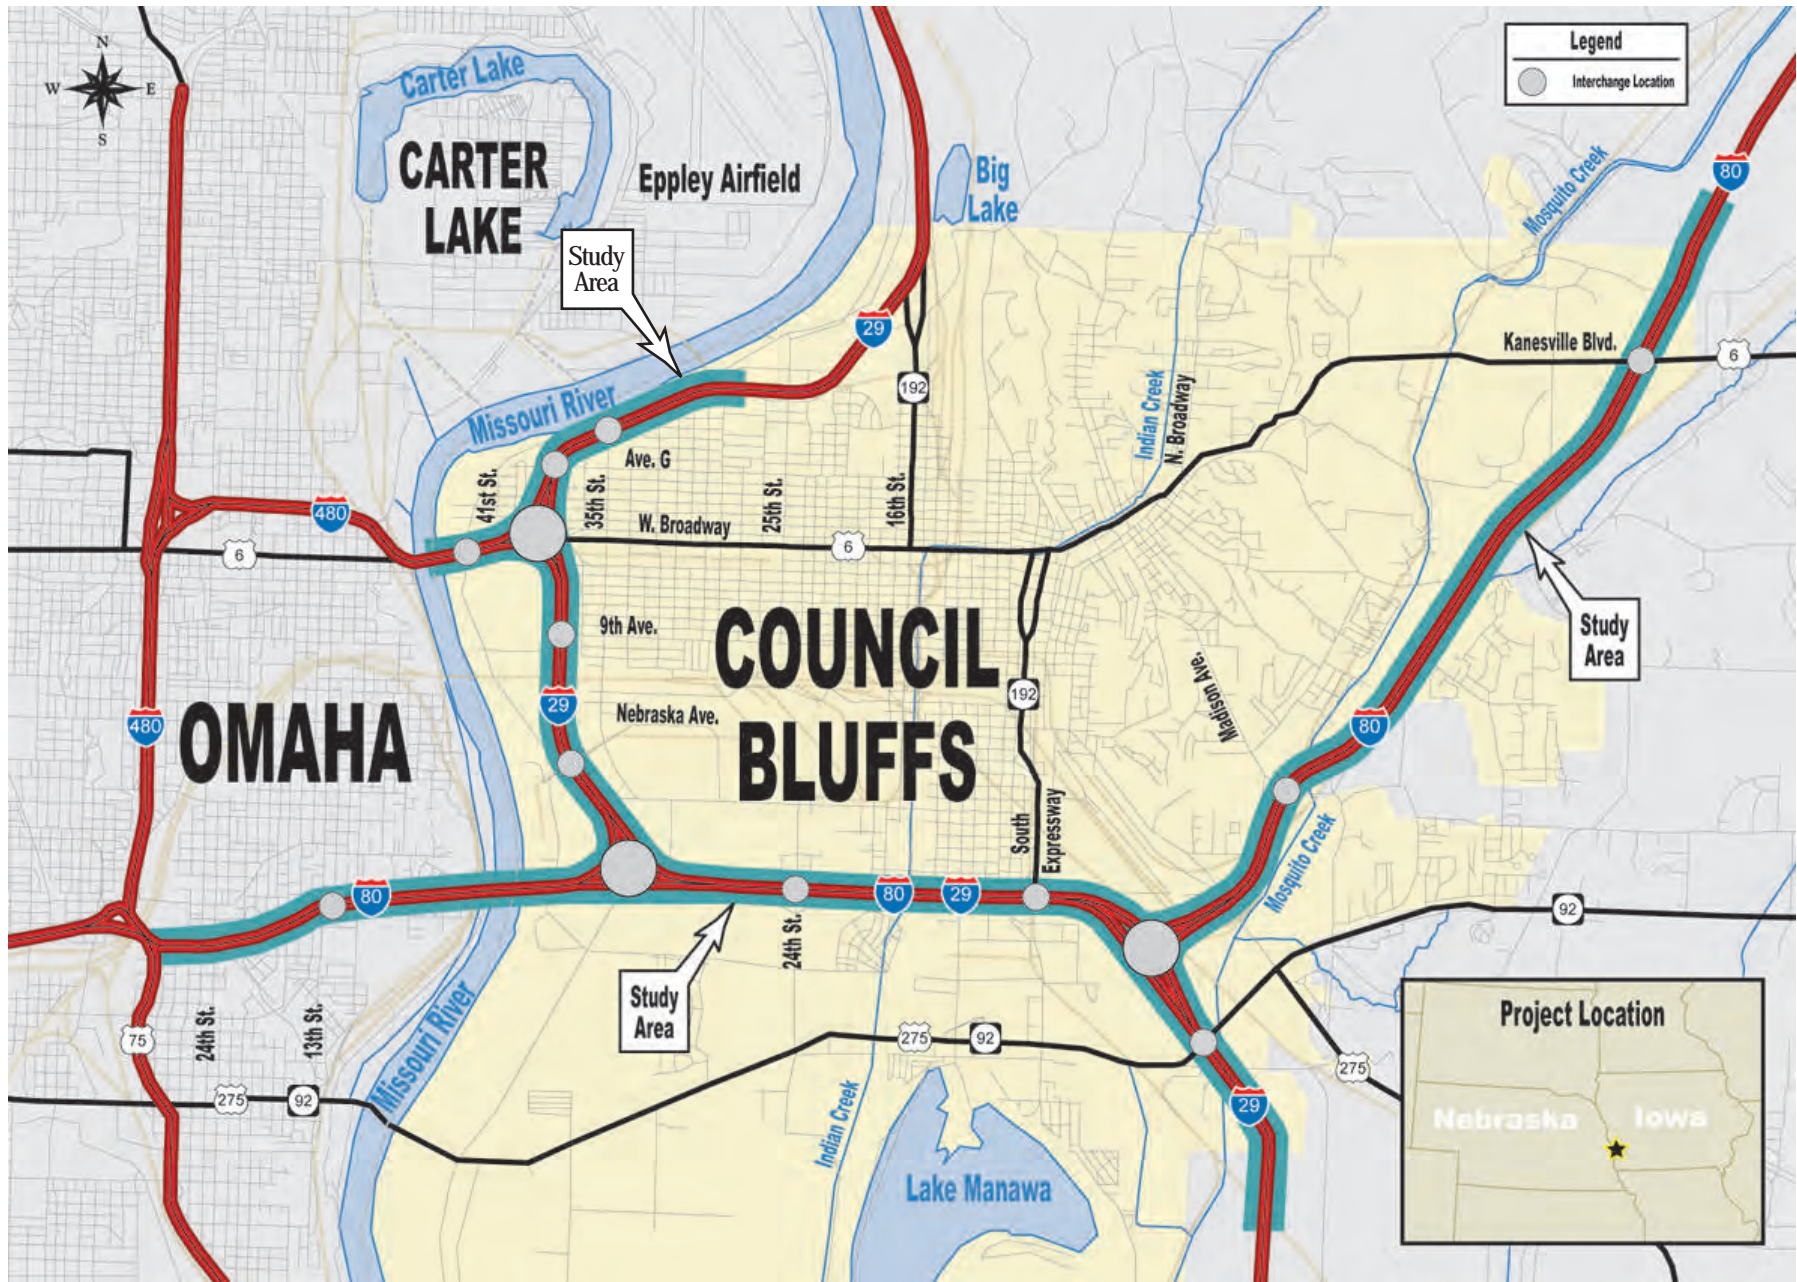 N
W
E
S
Carter Lake
CARTER
LAKE
Eppley Airfield
Big
Lake
Legend
Interchange Location
Mosquito Creek
80
Study
Area
29
192
Kanesville Blvd.
6
Missouri River
Indian Creek
N. Broadway
Ave. G
41st St.
35th St.
25th St.
16th St.
480
W. Broadway
6
6
9th Ave.
COUNCIL
BLUFFS
Study
Area
192
Madison Ave.
29
Nebraska Ave.
480
OMAHA
80
South
Expressway
Mosquito Creek
80
80
29
92
24th St.
Study
Area
Missouri River
75
24th St.
13th St.
275
92
275
92
275
29
Indian Creek
Lake Manawa
Project Location
Nebraska
Iowa